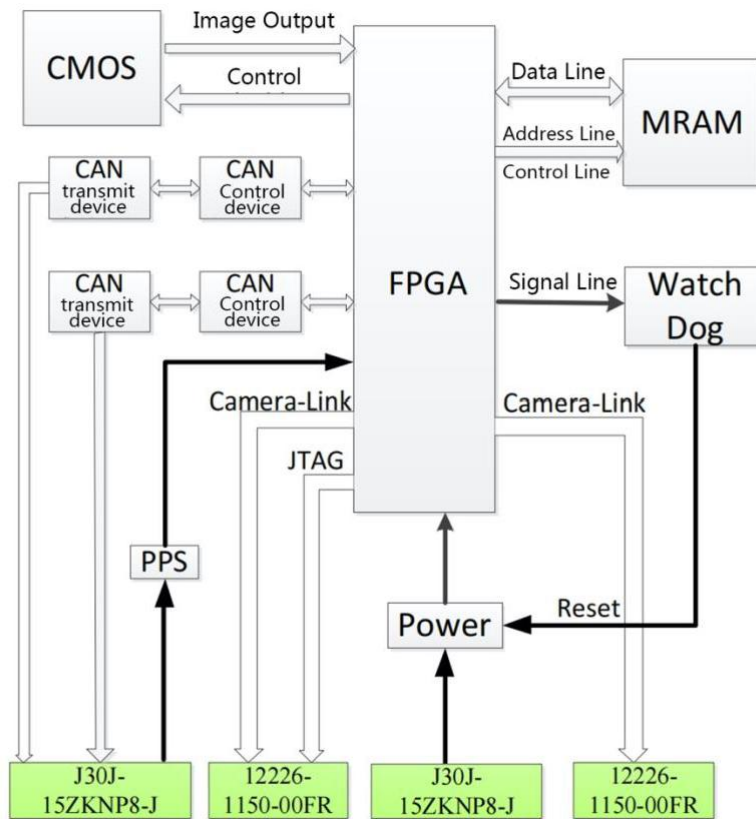 Image Output
CMOS
Control
Data Line
MRAM
Address Line
Control Line
CAN
transmit
device
CAN
Control
device
FPGA
CAN
transmit
device
CAN
Control
device
Signal Line
Watch
Dog
Camera-Link
Camera-Link
JTAG
PPS
Power
Reset
J30J-
15ZKNP8-J
12226-
1150-00FR
J30J-
15ZKNP8-J
12226-
1150-00FR